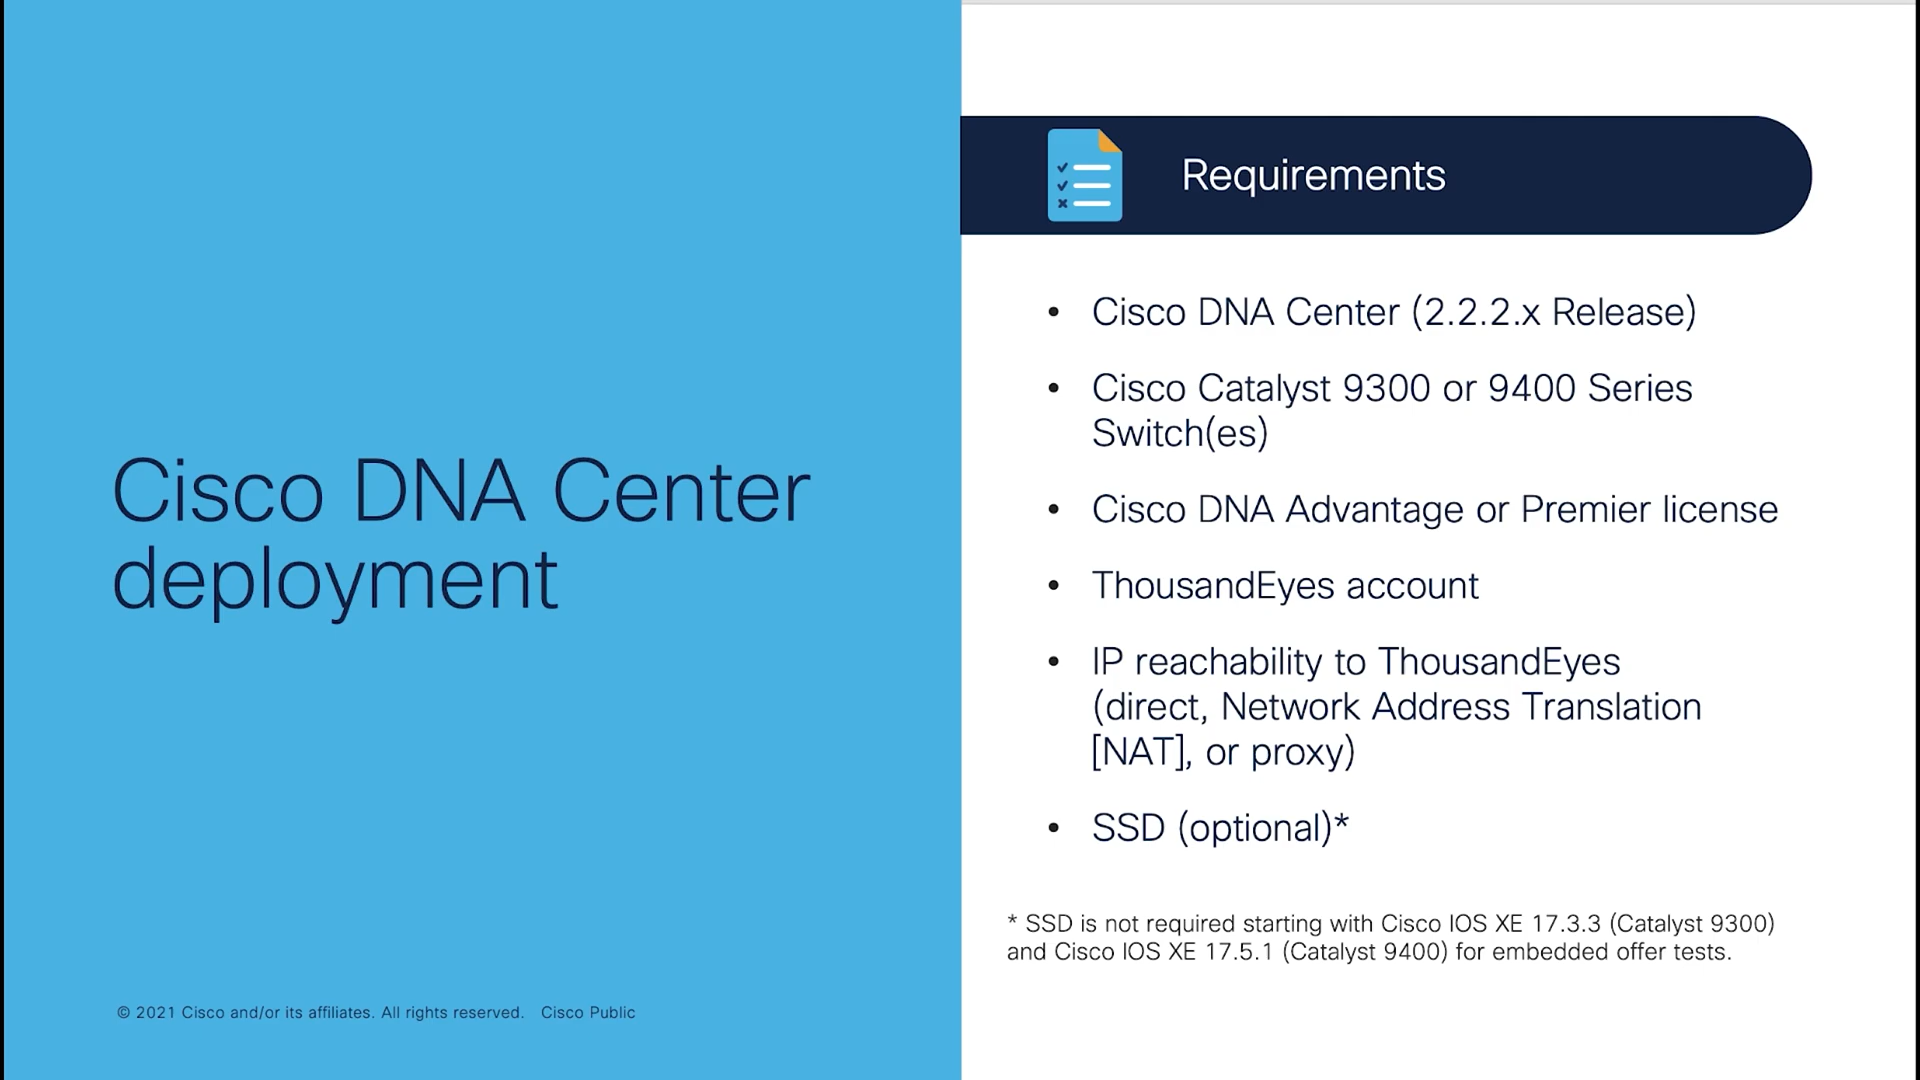 Cisco DNA Center
deployment
© 2021 Cisco and/or its affiliates. All rights reserved. Cisco Public
Requirements
• Cisco DNA Center (2.2.2.x Release)
• Cisco Catalyst 9300 or 9400 Series
Switch(es)
• Cisco DNA Advantage or Premier license
• ThousandEyes account
• IP reachability to ThousandEyes
(direct, Network Address Translation
[NAT], or proxy)
• SSD (optional)*
* SSD is not required starting with Cisco IOS XE 17.3.3 (Catalyst 9300)
and Cisco IOS XE 17.5.1 (Catalyst 9400) for embedded offer tests.